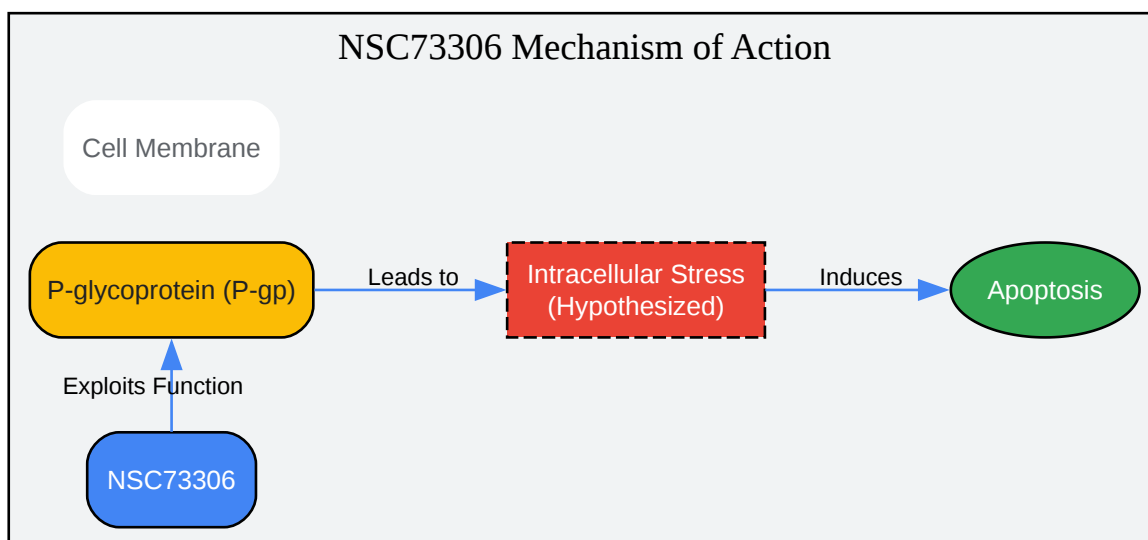 NSC73306 Mechanism of Action
Cell Membrane
P-glycoprotein (P-gp)
Leads to
Intracellular Stress
(Hypothesized)
Induces
Apoptosis
Exploits Function
NSC73306